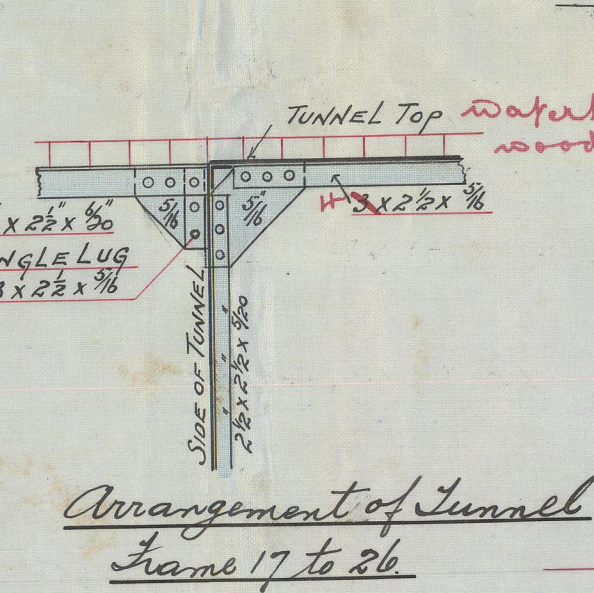 TUNNEL TOP
wood
5/16
5/16"
4 3 x 2½ x 5/16
x 2½" x 6/20"
NGLE LUG
3 x 2½ x 5/16"
SIDE OF TUNNEL
2½ x 2½ x 5/20
Arrangement of Tunnel
Frame 17 to 26.